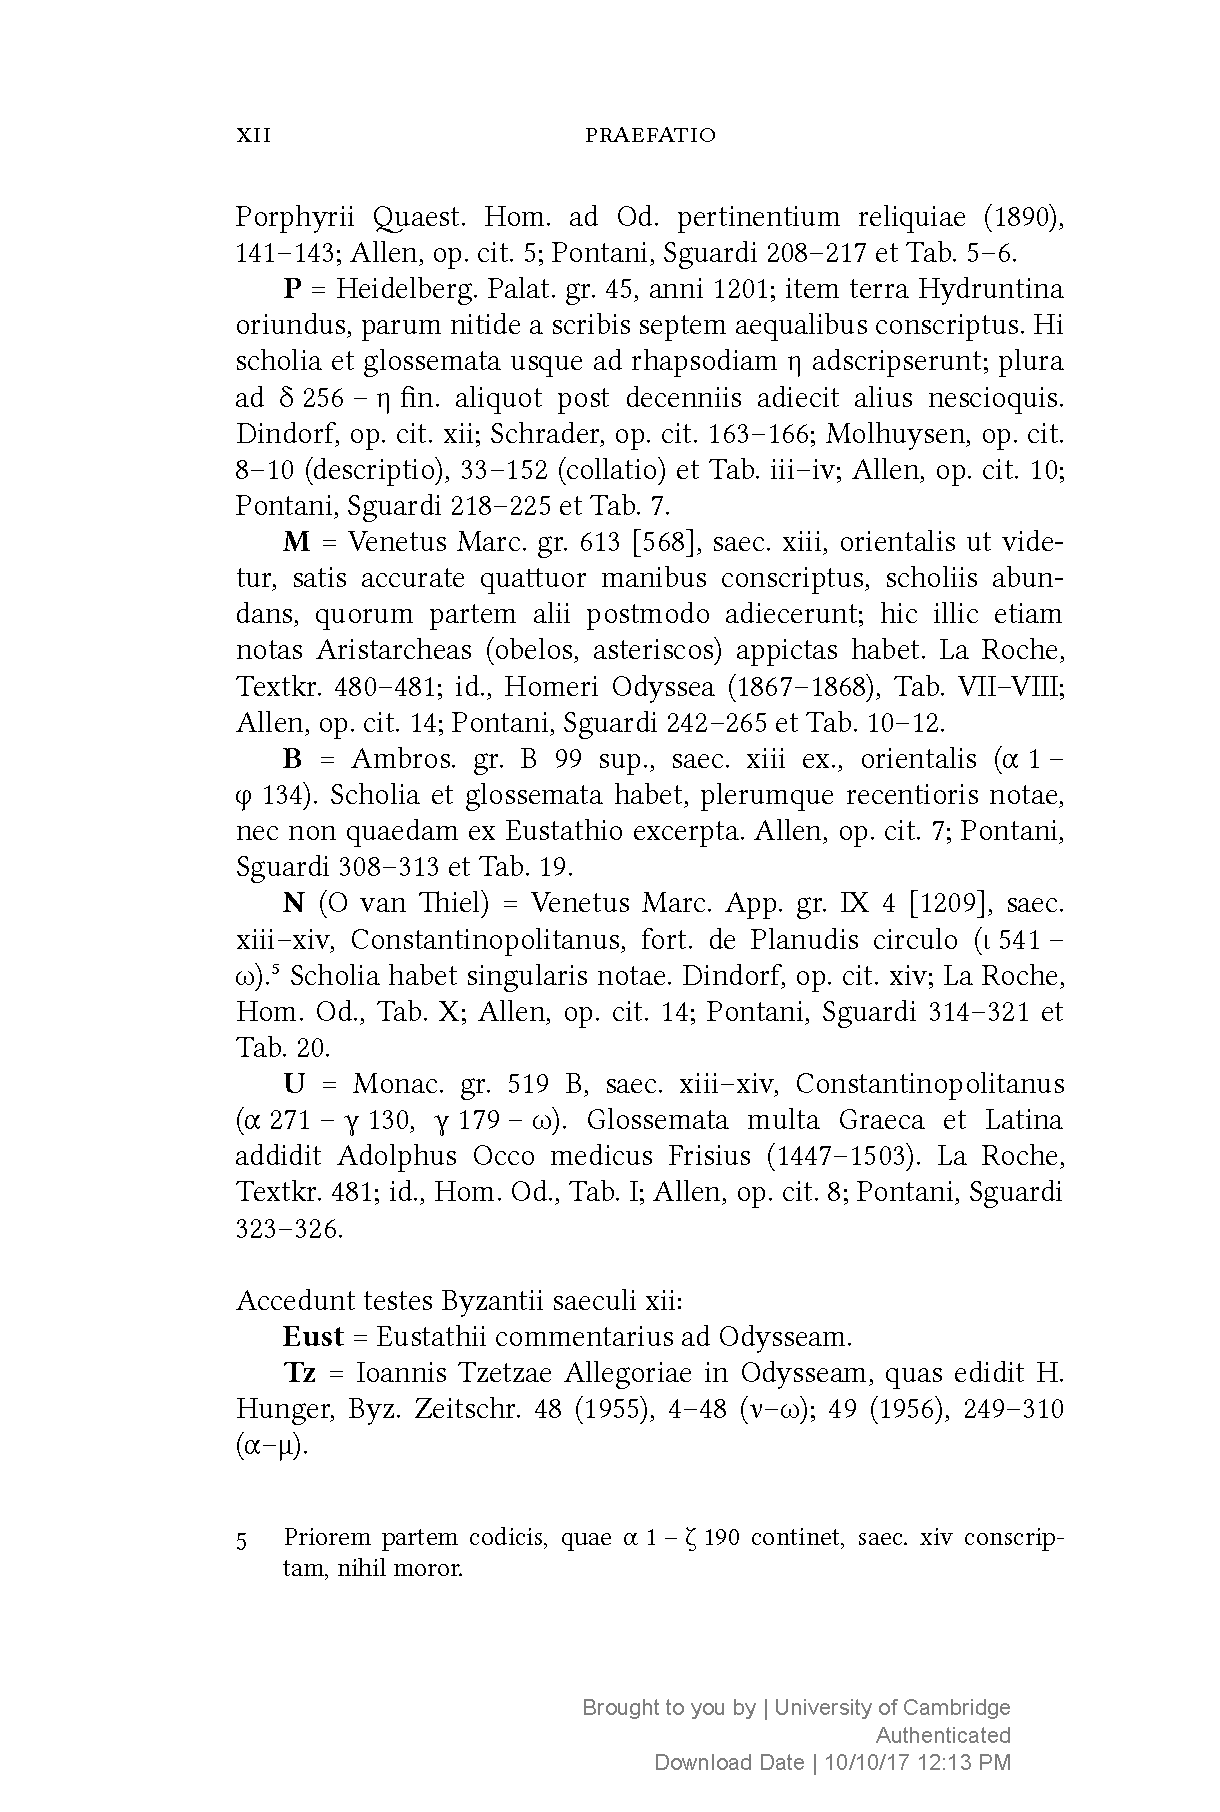 XII PRAEFATIO
Porphyrii Quaest. Hom. ad Od. pertinentium reliquiae (1890),
141–143; Allen, op. cit. 5; Pontani, Sguardi 208–217 et Tab. 5–6.
P = Heidelberg. Palat. gr. 45, anni 1201; item terra Hydruntina
oriundus, parum nitide a scribis septem aequalibus conscriptus. Hi
scholia et glossemata usque ad rhapsodiam η adscripserunt; plura
ad δ 256 – η fin. aliquot post decenniis adiecit alius nescioquis.
Dindorf, op. cit. xii; Schrader, op. cit. 163–166; Molhuysen, op. cit.
8–10 (descriptio), 33–152 (collatio) et Tab. iii–iv; Allen, op. cit. 10;
Pontani, Sguardi 218–225 et Tab. 7.
M = Venetus Marc. gr. 613 [568], saec. xiii, orientalis ut vide-
tur, satis accurate quattuor manibus conscriptus, scholiis abun-
dans, quorum partem alii postmodo adiecerunt; hic illic etiam
notas Aristarcheas (obelos, asteriscos) appictas habet. La Roche,
Textkr. 480–481; id., Homeri Odyssea (1867–1868), Tab. VII–VIII;
Allen, op. cit. 14; Pontani, Sguardi 242–265 et Tab. 10–12.
B = Ambros. gr. B 99 sup., saec. xiii ex., orientalis (α 1 –
φ 134). Scholia et glossemata habet, plerumque recentioris notae,
nec non quaedam ex Eustathio excerpta. Allen, op. cit. 7; Pontani,
Sguardi 308–313 et Tab. 19.
N (O van Thiel) = Venetus Marc. App. gr. IX 4 [1209], saec.
xiii–xiv, Constantinopolitanus, fort. de Planudis circulo (ι 541 –
ω).⁵ Scholia habet singularis notae. Dindorf, op. cit. xiv; La Roche,
Hom. Od., Tab. X; Allen, op. cit. 14; Pontani, Sguardi 314–321 et
Tab. 20.
U = Monac. gr. 519 B, saec. xiii–xiv, Constantinopolitanus
(α 271 – γ 130, γ 179 – ω). Glossemata multa Graeca et Latina
addidit Adolphus Occo medicus Frisius (1447–1503). La Roche,
Textkr. 481; id., Hom. Od., Tab. I; Allen, op. cit. 8; Pontani, Sguardi
323–326.
Accedunt testes Byzantii saeculi xii:
Eust = Eustathii commentarius ad Odysseam.
Tz = Ioannis Tzetzae Allegoriae in Odysseam, quas edidit H.
Hunger, Byz. Zeitschr. 48 (1955), 4–48 (ν–ω); 49 (1956), 249–310
(α–μ).
5 Priorem partem codicis, quae α 1 – ζ 190 continet, saec. xiv conscrip-
tam, nihil moror.
Brought to you by | University of Cambridge
Authenticated
Download Date | 10/10/17 12:13 PM